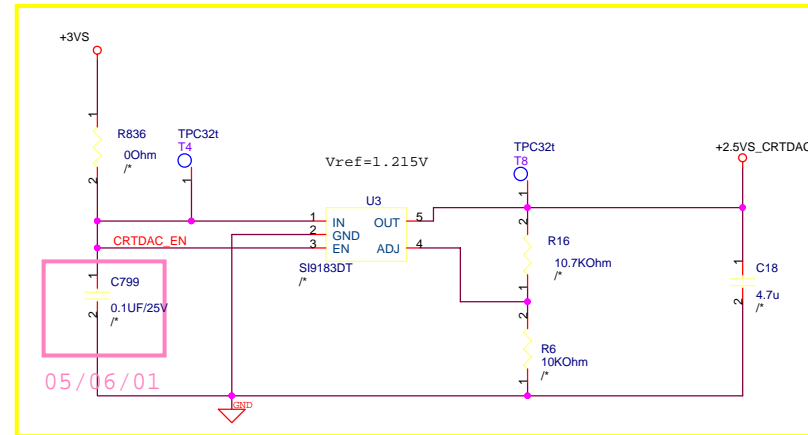 +3VS
1
R836
0Ohm
/*
2
TPC32t
T4
1
Vref=1.215V
U3
1 IN OUT 5
2 GND
3 EN ADJ 4
SI9183DT
/*
CRTDAC_EN
1
C799
0.1UF/25V
/*
2
05/06/01
GND
TPC32t
T8
1
2
R16
10.7KOhm
/*
1
2
R6
10KOhm
/*
1
+2.5VS_CRTDAC
1
C18
4.7u
/*
2